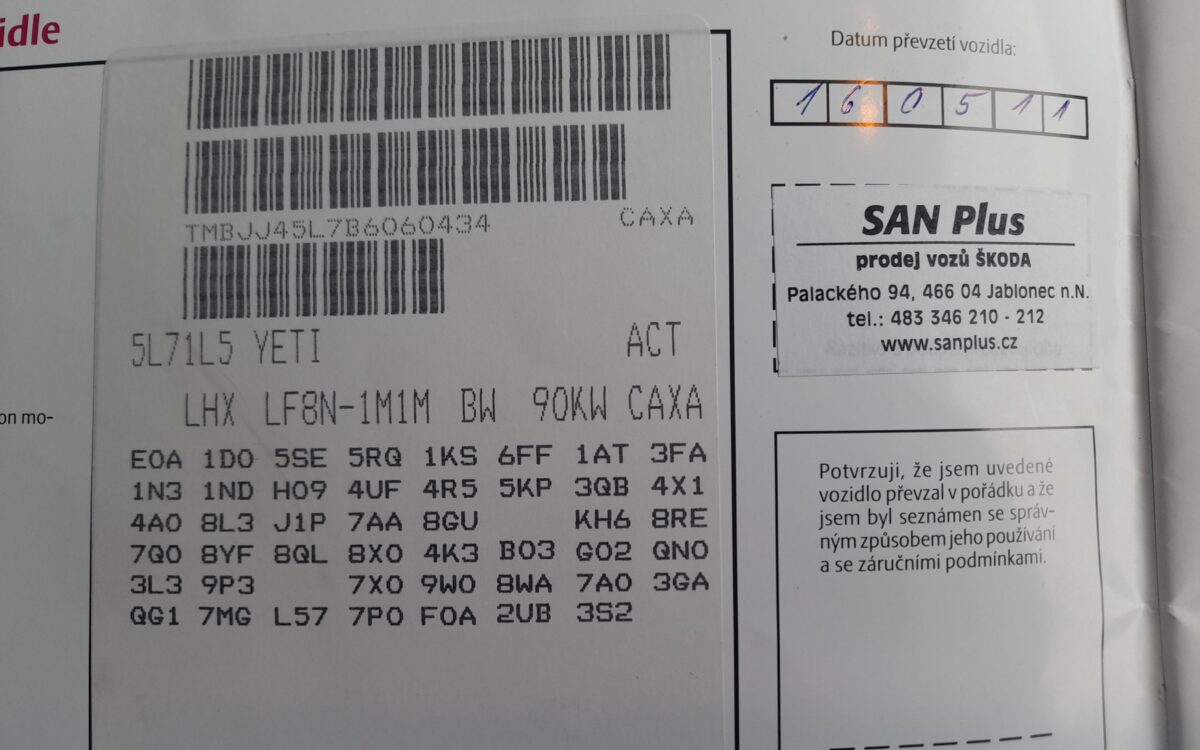 idle
TMBJJ45L7B6060434 CAXA
5L71L5 YETI ACT
LHX LF8N-1M1M BW 90KW CAXA
E0A 1D0 5SE 5RQ 1KS 6FF 1AT 3FA
1N3 1ND H09 4UF 4R5 5KP 3QB 4X1
4A0 8L3 J1P 7AA 8GU KH6 8RE
7Q0 8YF 8QL 8X0 4K3 B03 G02 QN0
3L3 9P3 7X0 9W0 8WA 7A0 3GA
QG1 7MG L57 7P0 F0A 2UB 3S2
on mo-
Datum převzetí vozidla:
1 6 0 5 1 1
SAN Plus
prodej vozů ŠKODA
Palackého 94, 466 04 Jablonec n.N.
tel.: 483 346 210 - 212
www.sanplus.cz
Potvrzuji, že jsem uvedené
vozidlo převzal v pořádku a že
jsem byl seznámen se správ-
ným způsobem jeho používání
a se záručními podmínkami.